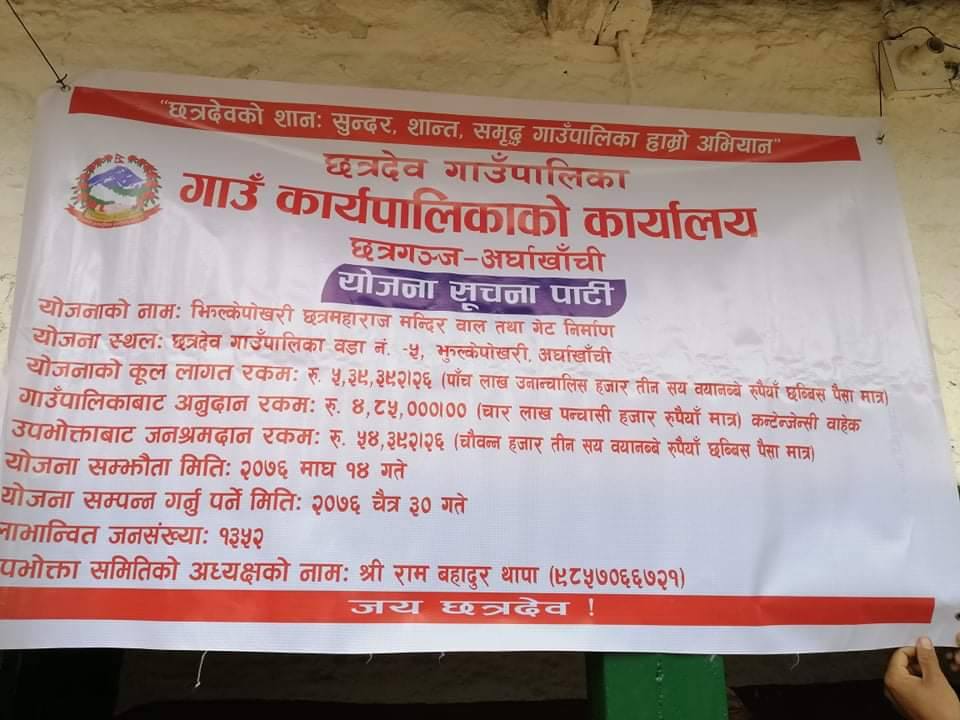 "छत्रदेवको शानः सुन्दर, शान्त, समृद्ध गाउँपालिका हाम्रो अभियान"
छत्रदेव गाउँपालिका
गाउँ कार्यपालिकाको कार्यालय
छत्रगञ्ज-अर्घाखाँची
योजना सूचना पाटी
योजनाको नामः झिल्केपोखरी छत्रमहाराज मन्दिर वाल तथा गेट निर्माण
योजना स्थलः छत्रदेव गाउँपालिका वडा नं. -५, झुल्केपोखरी, अर्घाखाँची
योजनाको कूल लागत रकमः रु. ५,३९,३९२।२६ (पाँच लाख उनान्चालिस हजार तीन सय वयानब्बे रुपैयाँ छब्बिस पैसा मात्र)
गाउँपालिकाबाट अनुदान रकमः रु. ४,८५,०००।०० (चार लाख पन्चासी हजार रुपैयाँ मात्र) कन्टेन्जेन्सी वाहेक
उपभोक्ताबाट जनश्रमदान रकमः रु. ५४,३९२।२६ (चौवन्न हजार तीन सय वयानब्बे रुपैयाँ छब्बिस पैसा मात्र)
योजना सम्झौता मितिः २०७६ माघ १४ गते
योजना सम्पन्न गर्नु पर्ने मितिः २०७६ चैत्र ३० गते
लाभान्वित जनसंख्याः १३५२
पभोक्ता समितिको अध्यक्षको नामः श्री राम बहादुर थापा (९८५७०६६७२१)
जय छत्रदेव !